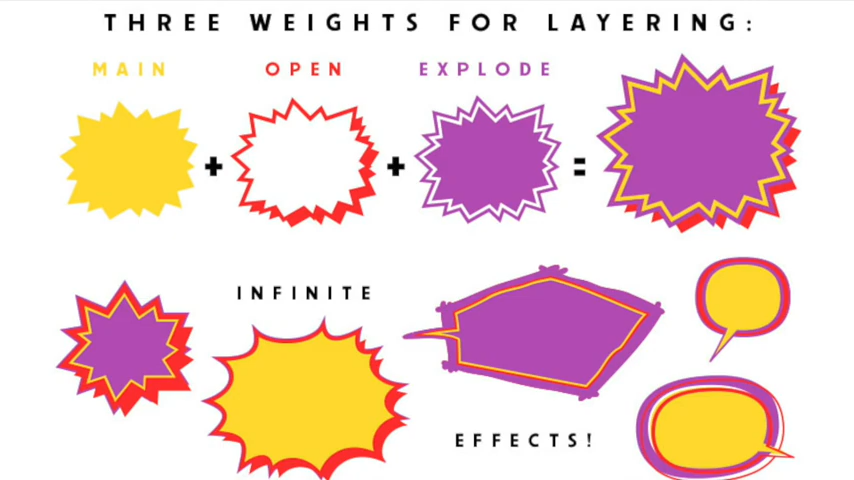 THREE WEIGHTS FOR LAYERING:
MAIN OPEN EXPLODE
+ + =
INFINITE
EFFECTS!